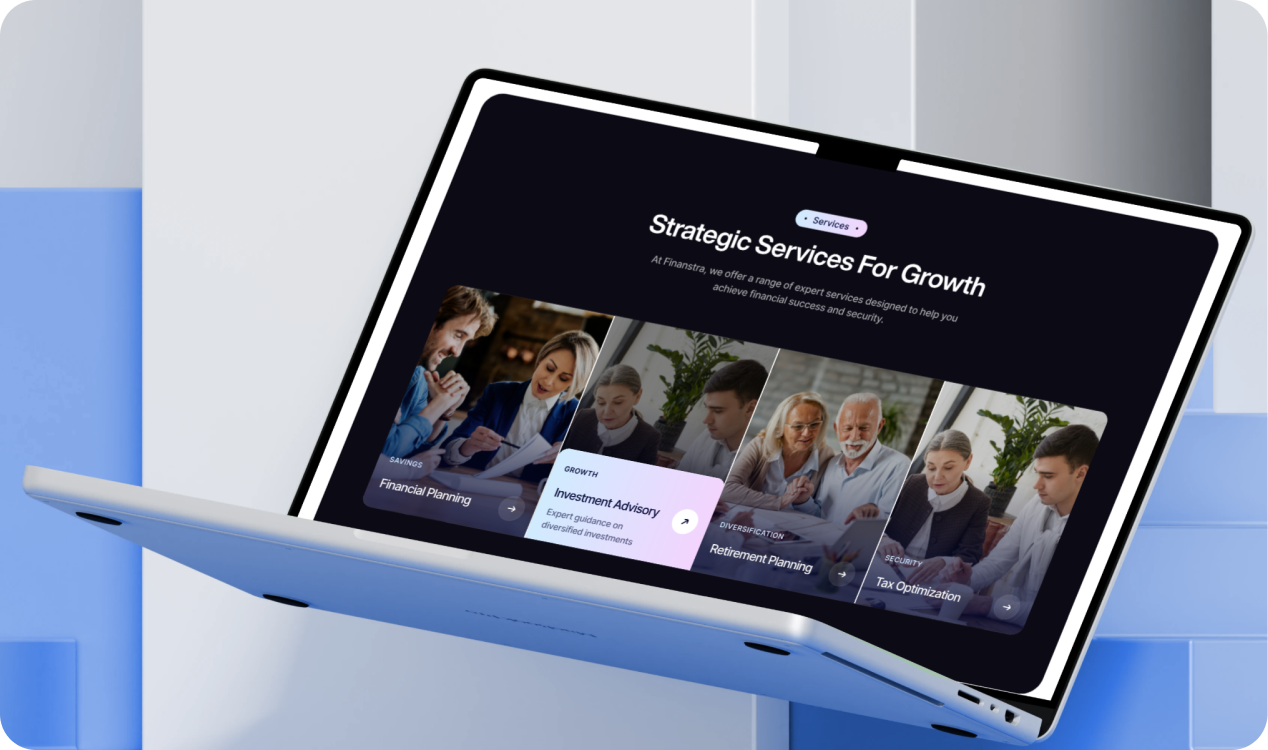 Services
Strategic Services For Growth
At Finanstra, we offer a range of expert services designed to help you
achieve financial success and security.
SAVINGS
Financial Planning
GROWTH
Investment Advisory
Expert guidance on
diversified investments
DIVERSIFICATION
Retirement Planning
SECURITY
Tax Optimization